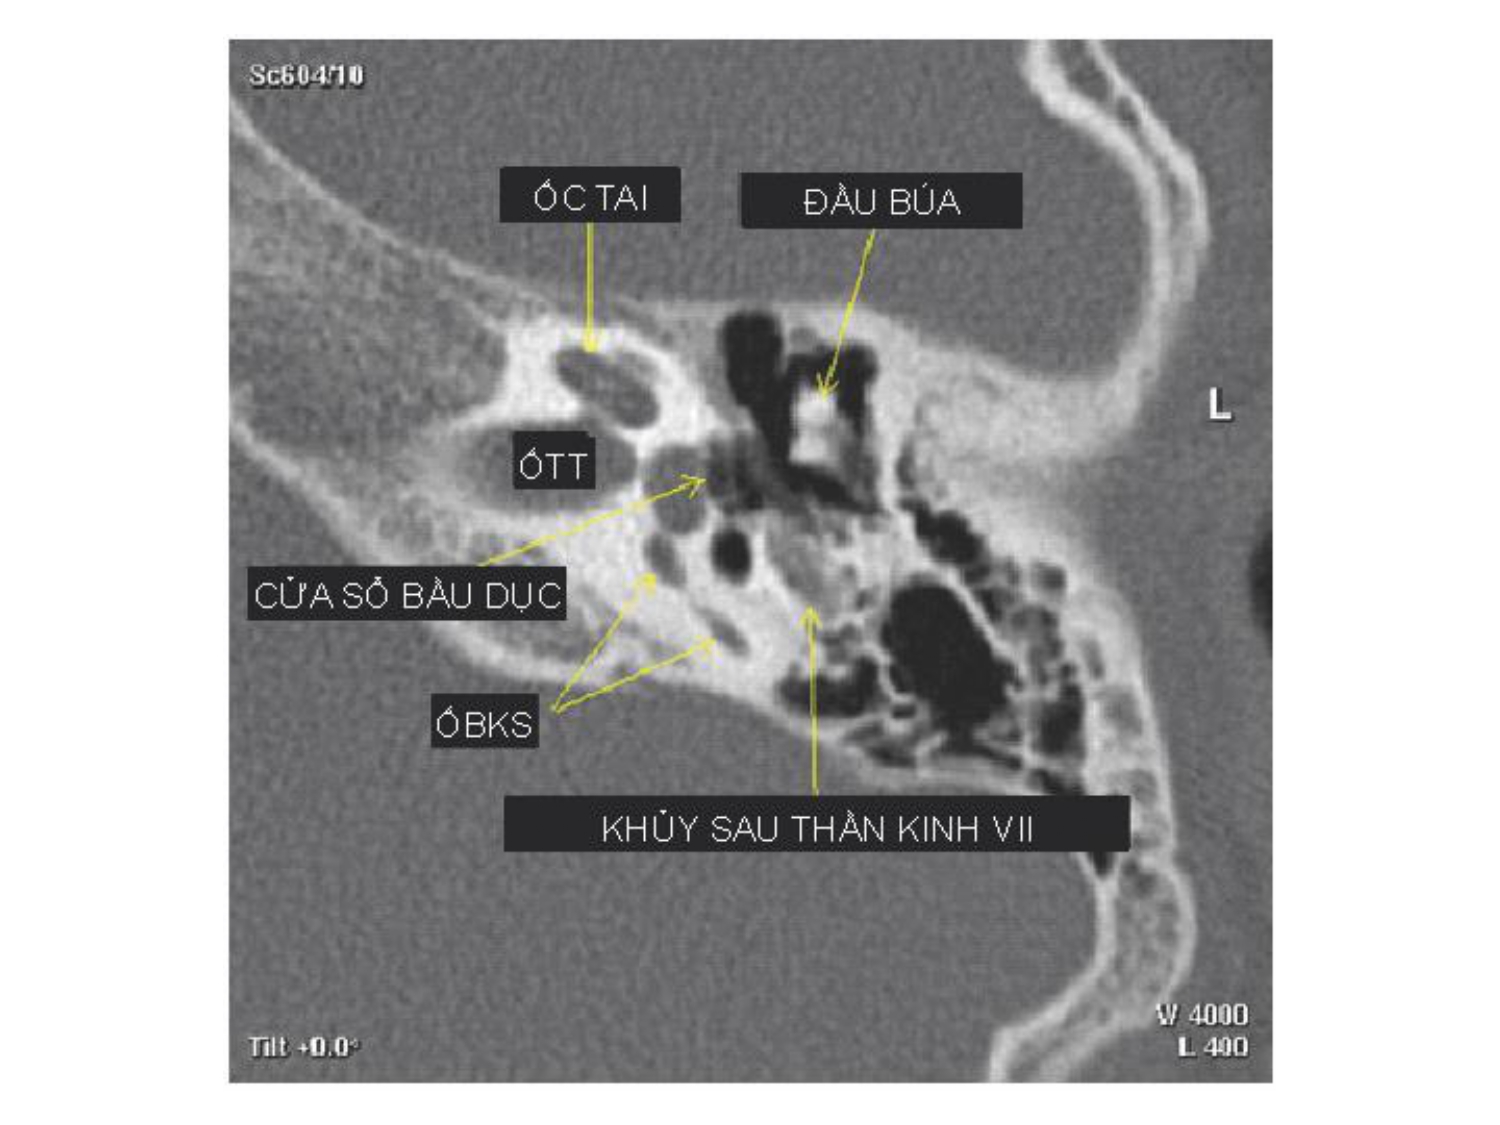 Sc604/10
ỐC TAI
ĐẦU BÚA
L
ỐTT
CỬA SỔ BẦU DỤC
ỐBKS
KHỦY SAU THẦN KINH VII
W 4000
L 400
Tilt +0.0°